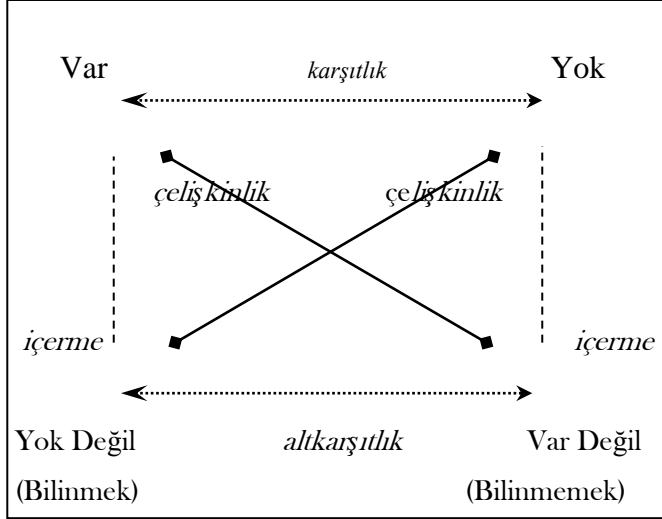 Var karşıtlık Yok
çelişkinlik çelişkinlik
içerme içerme
Yok Değil altkarşıtlık Var Değil
(Bilinmek) (Bilinmemek)